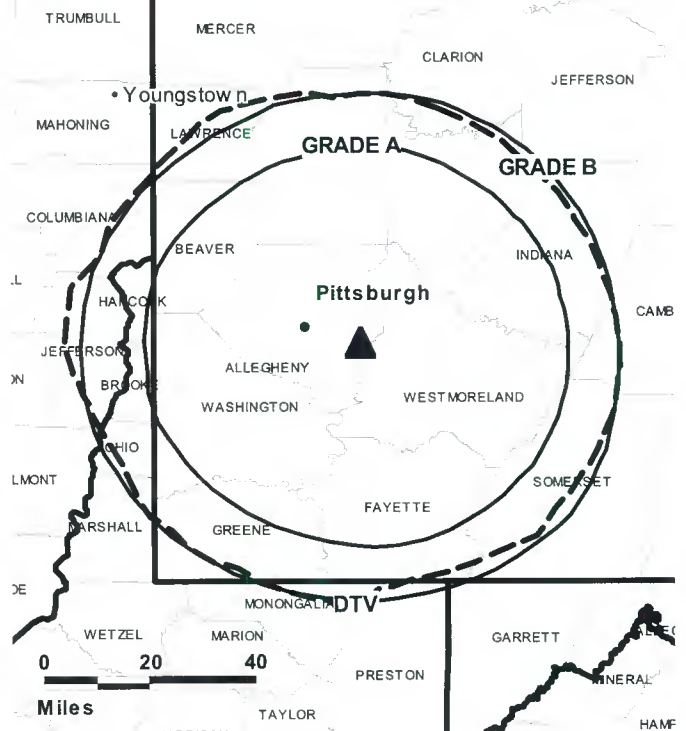 TRUMBULL
MERCER
CLARION
JEFFERSON
Youngstown
MAHONING
LAWRENCE
GRADE A
GRADE B
COLUMBIANA
BEAVER
INDIANA
Pittsburgh
HANCOCK
CAMB
JEFFERSON
ALLEGHENY
BROOKE
WASHINGTON
WESTMORELAND
OHIO
LMONT
SOMERSET
FAYETTE
MARSHALL
GREENE
MONONGALIA
DTV
WETZEL
MARION
GARRETT
0 20 40
PRESTON
MINERAL
Miles
TAYLOR
HAMP